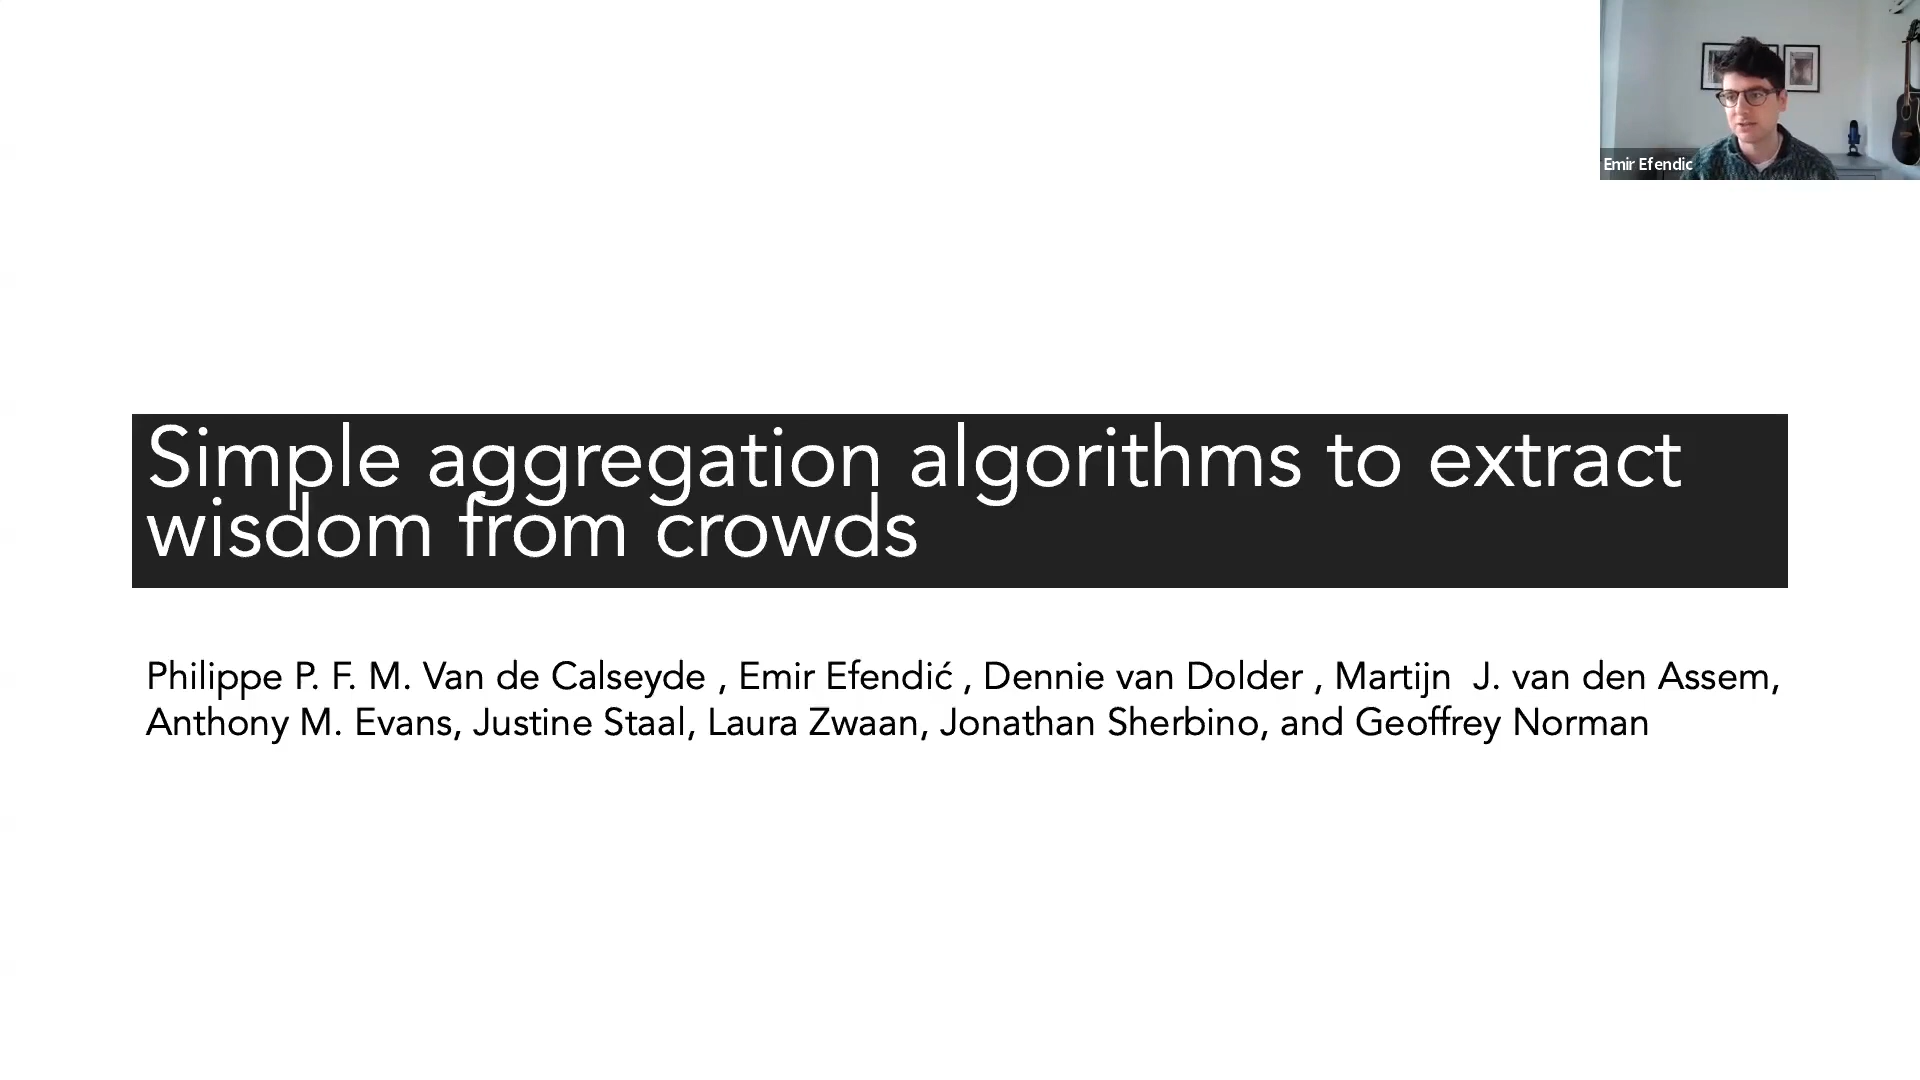 Emir Efendic
Simple aggregation algorithms to extract
wisdom from crowds
Philippe P. F. M. Van de Calseyde , Emir Efendić , Dennie van Dolder , Martijn J. van den Assem,
Anthony M. Evans, Justine Staal, Laura Zwaan, Jonathan Sherbino, and Geoffrey Norman